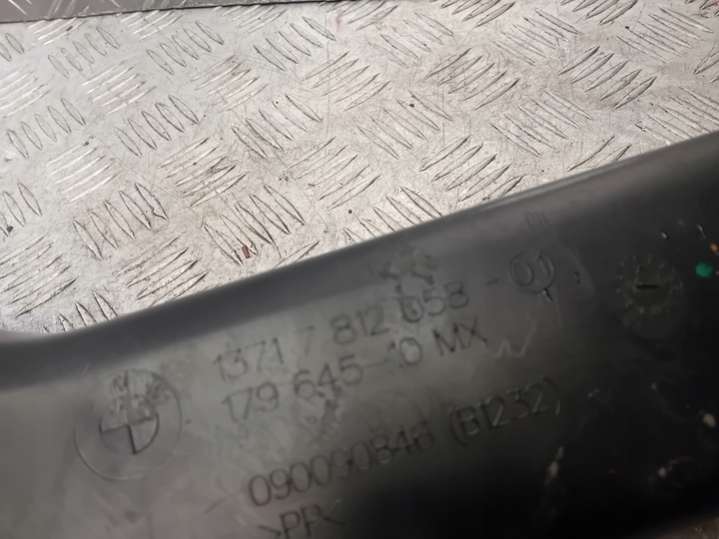 1371 7 812 058 - 01
179 645-10 MX
090090846 (B1232)
>PP<